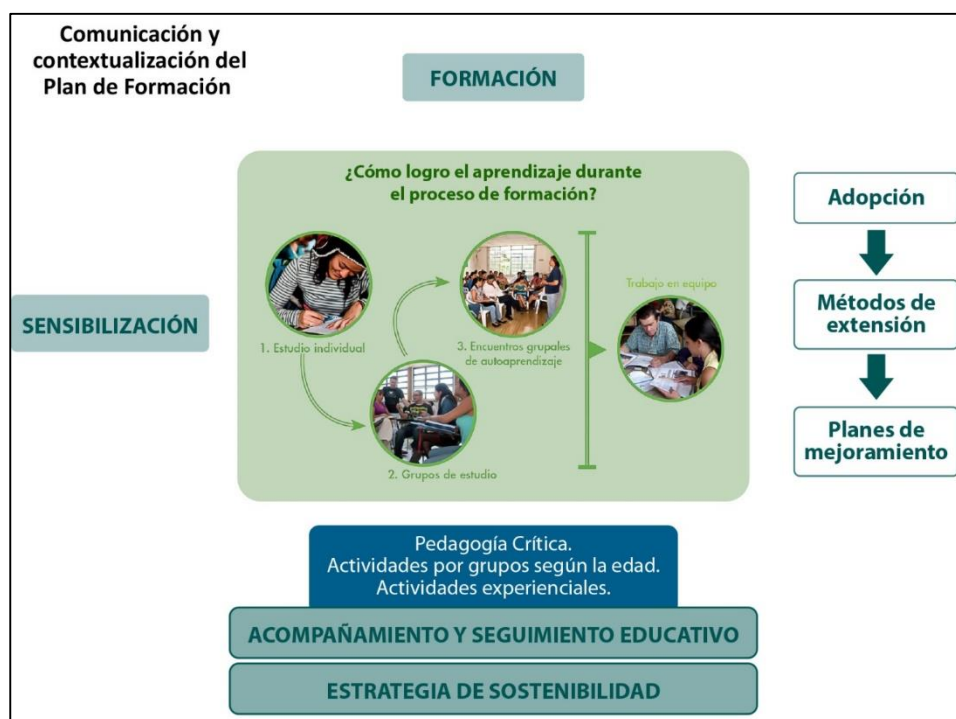 Comunicación y
contextualización del
Plan de Formación
FORMACIÓN
SENSIBILIZACIÓN
¿Cómo logro el aprendizaje durante
el proceso de formación?
1. Estudio individual
2. Grupos de estudio
3. Encuentros grupales
de autoaprendizaje
Trabajo en equipo
Adopción
Métodos de
extensión
Planes de
mejoramiento
Pedagogía Crítica.
Actividades por grupos según la edad.
Actividades experienciales.
ACOMPAÑAMIENTO Y SEGUIMIENTO EDUCATIVO
ESTRATEGIA DE SOSTENIBILIDAD